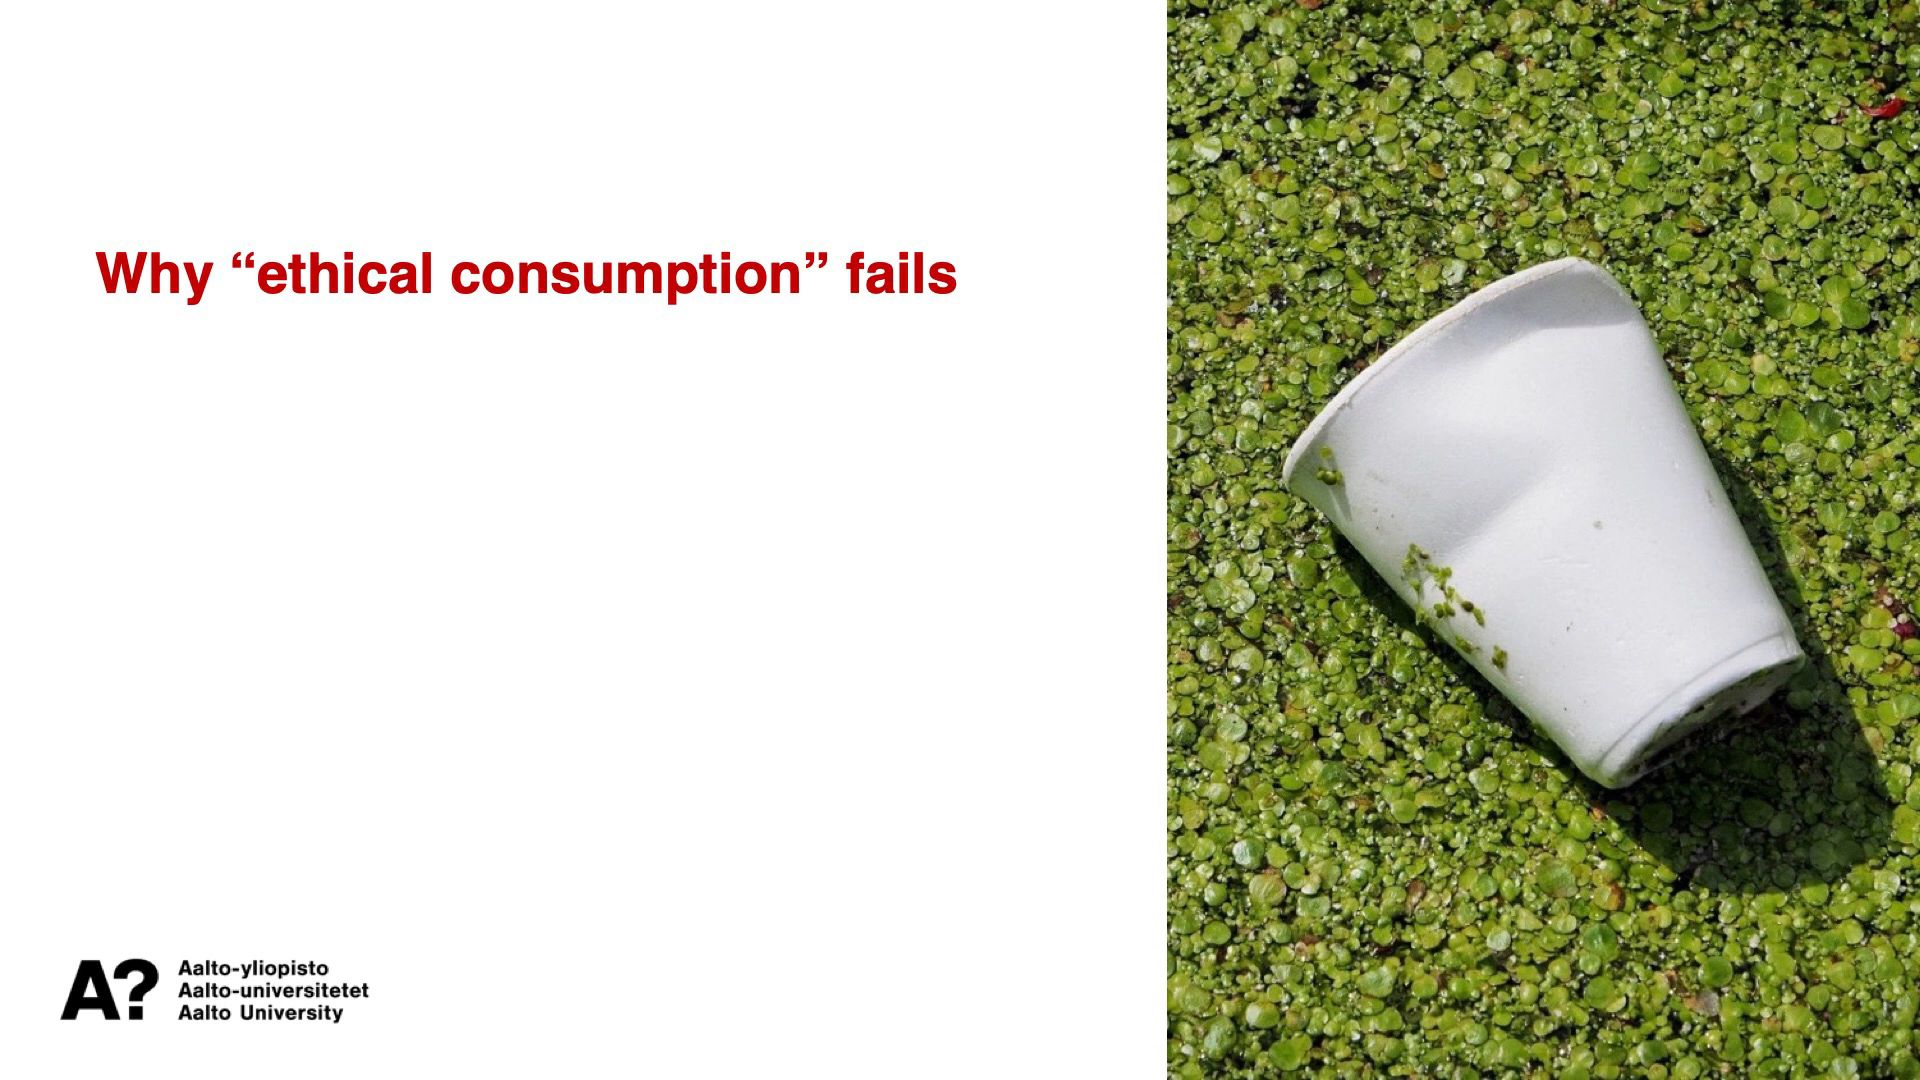 Why “ethical consumption” fails
A?
Aalto-yliopisto
Aalto-universitetet
Aalto University